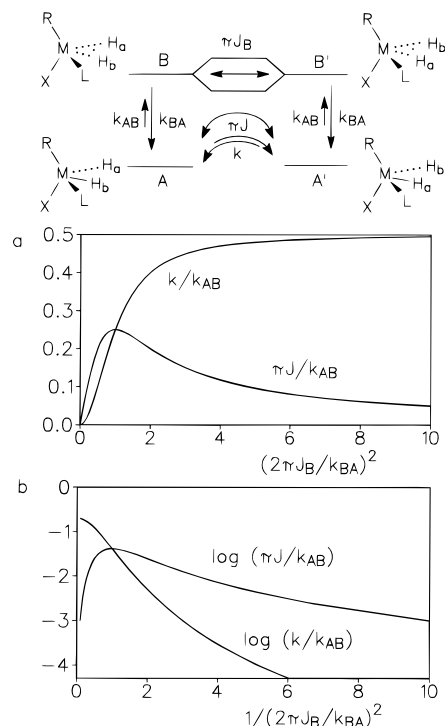 πJB
R
M
Ha
Hb
L
X
B
B'
R
M
Ha
Hb
L
X
kAB
kBA
πJ
k
kAB
kBA
R
M
Ha
Hb
L
X
A
A'
R
M
Ha
Hb
L
X
a
0.5
0.4
0.3
0.2
0.1
0.0
k/kAB
πJ/kAB
0 2 4 6 8 10
(2πJB/kBA)²
b
0
-1
-2
-3
-4
log (πJ/kAB)
log (k/kAB)
0 2 4 6 8 10
1/(2πJB/kBA)²